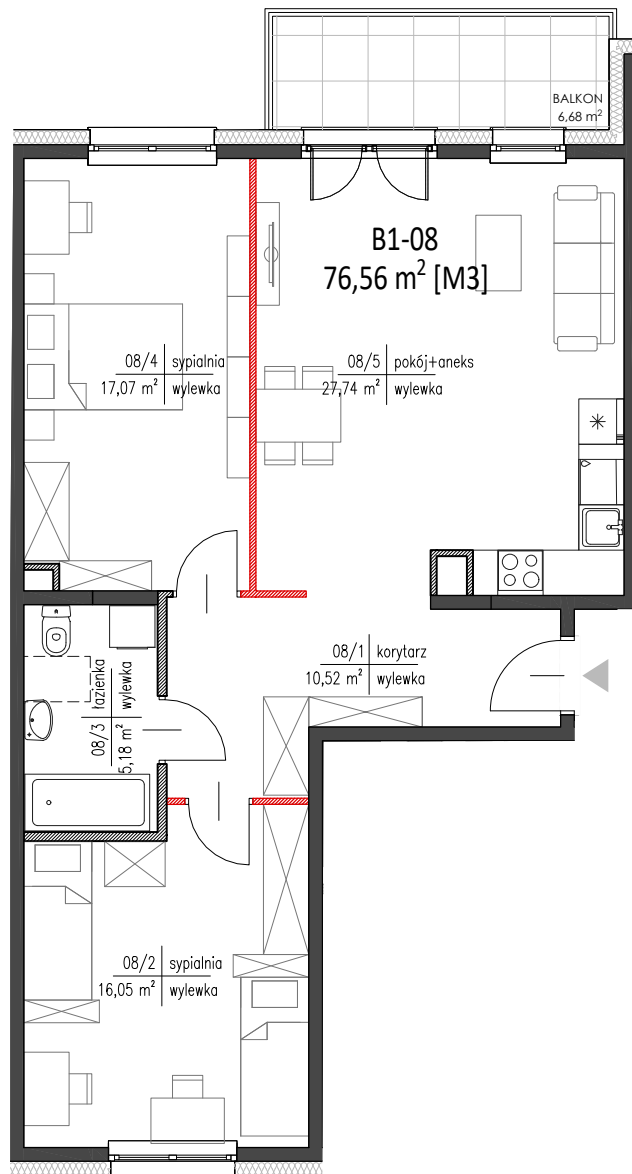 BALKON
6,68 m²
B1-08
76,56 m² [M3]
08/4 sypialnia
17,07 m² wylewka
08/5 pokój+aneks
27,74 m² wylewka
08/1 korytarz
10,52 m² wylewka
08/3 łazienka
5,18 m² wylewka
08/2 sypialnia
16,05 m² wylewka